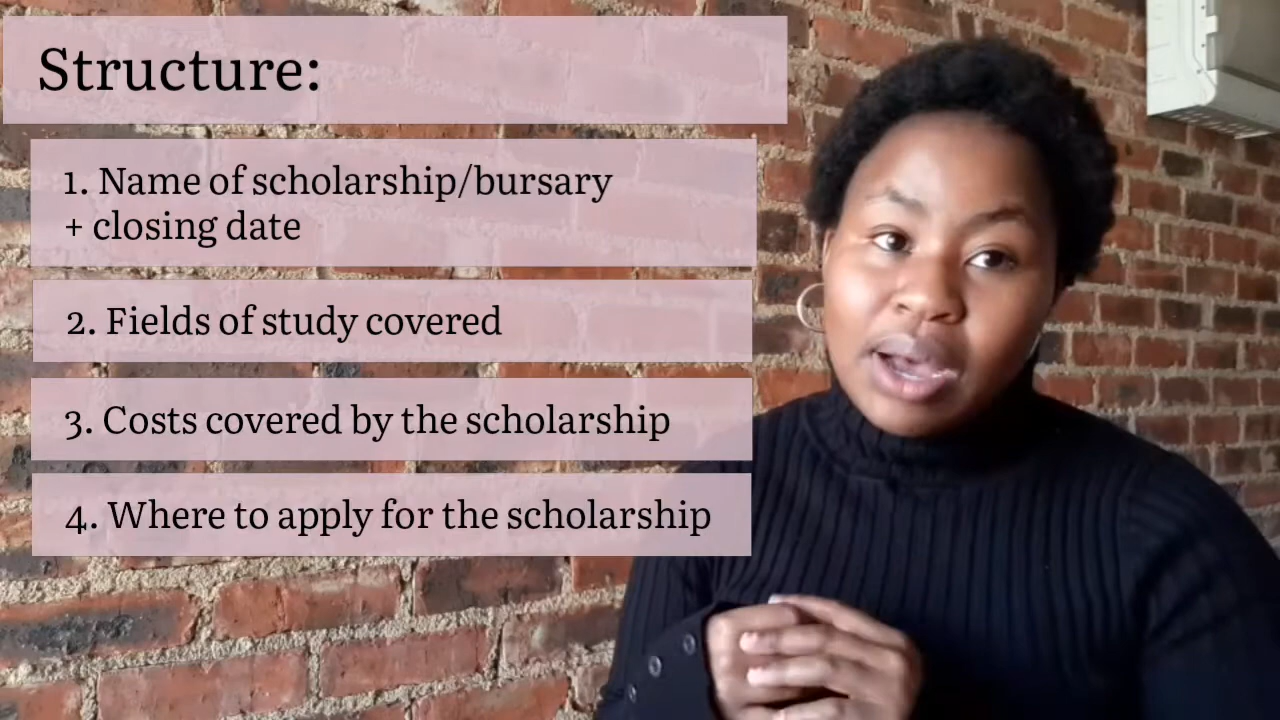 Structure:
1. Name of scholarship/bursary
+ closing date
2. Fields of study covered
3. Costs covered by the scholarship
4. Where to apply for the scholarship